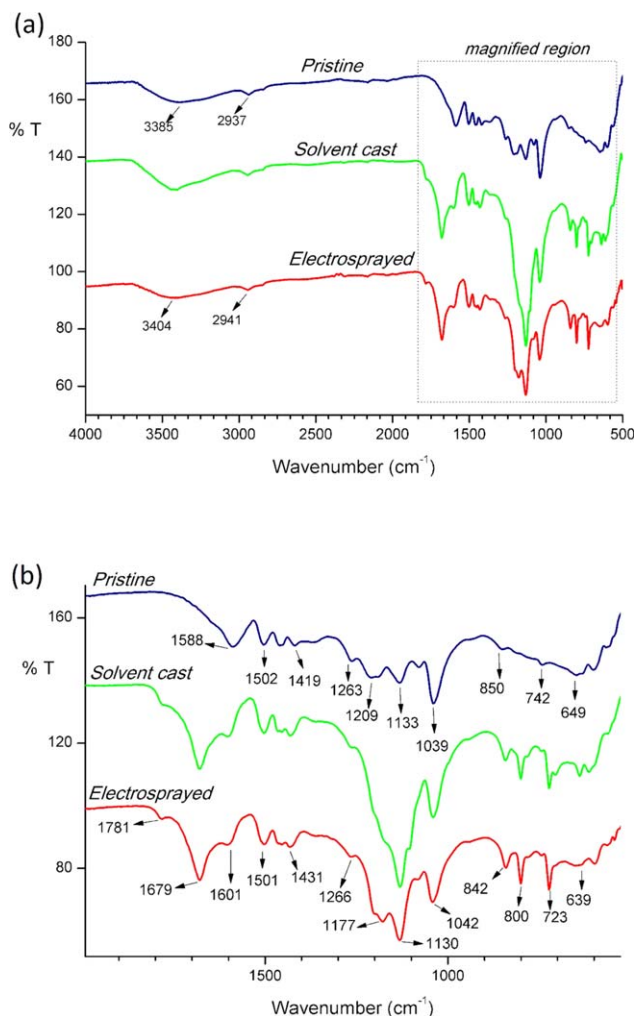 (a)
180
magnified region
Pristine
160
% T
3385
2937
140
Solvent cast
120
Electrosprayed
100
80
3404
2941
60
4000 3500 3000 2500 2000 1500 1000 500
Wavenumber (cm-1)
(b)
Pristine
160
% T
1588
1502
1419
1263
1209
1133
1039
850
742
649
Solvent cast
120
Electrosprayed
1781
80
1679
1601
1501
1431
1266
1177
1130
1042
842
800
723
639
1500 1000
Wavenumber (cm-1)